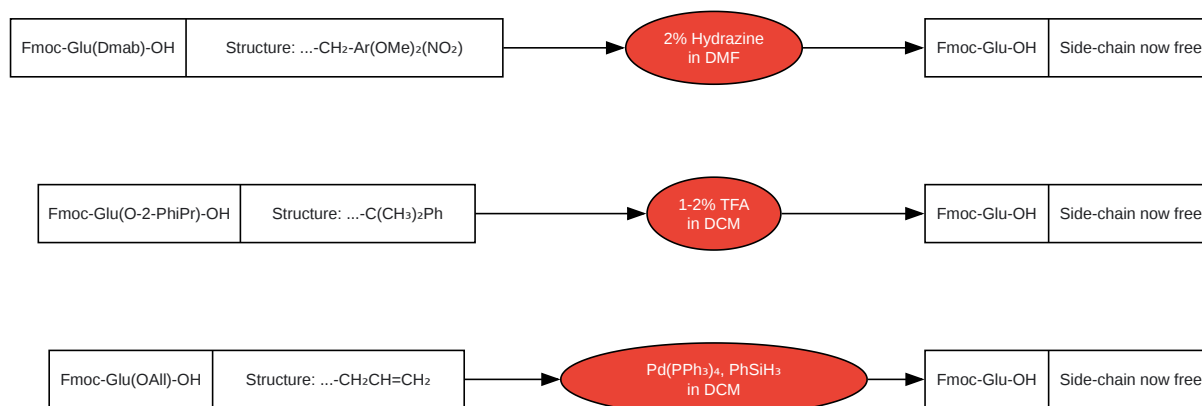 Fmoc-Glu(Dmab)-OH
Structure: ...-CH₂-Ar(OMe)₂(NO₂)
2% Hydrazine
in DMF
Fmoc-Glu-OH
Side-chain now free
Fmoc-Glu(O-2-PhiPr)-OH
Structure: ...-C(CH₃)₂Ph
1-2% TFA
in DCM
Fmoc-Glu-OH
Side-chain now free
Fmoc-Glu(OAll)-OH
Structure: ...-CH₂CH=CH₂
Pd(PPh₃)₄, PhSiH₃
in DCM
Fmoc-Glu-OH
Side-chain now free